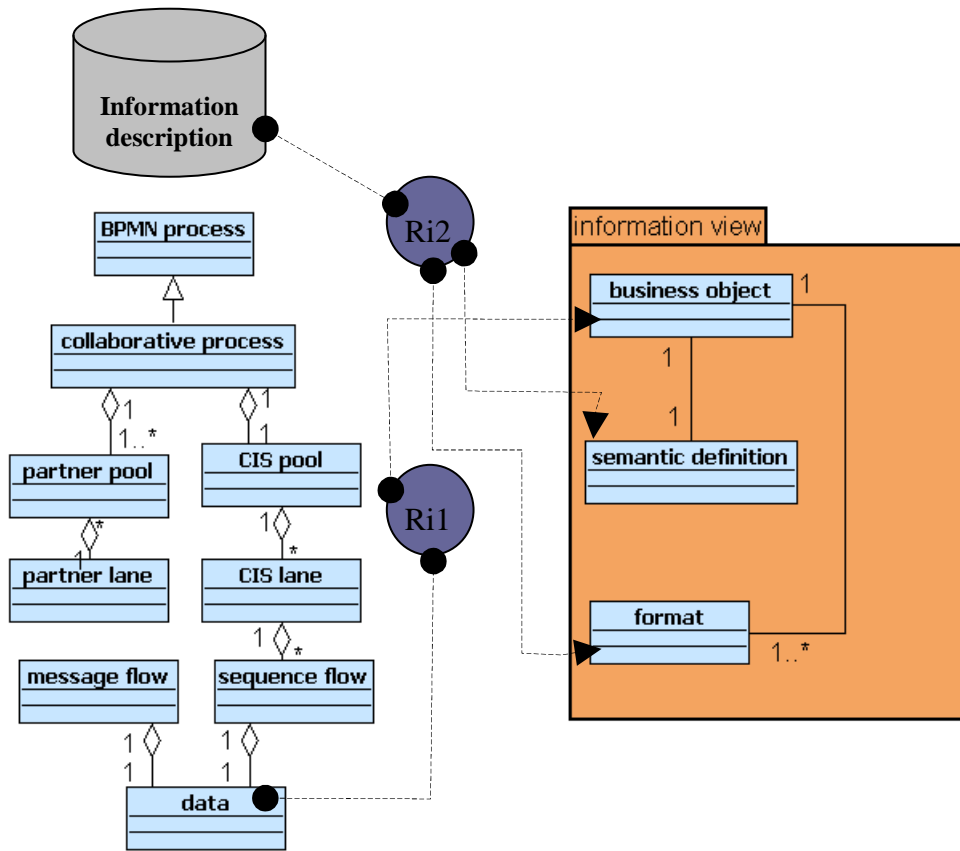 Information
description
Ri2
BPMN process
information view
business object
1
collaborative process
1
1
1
1..*
1
1
partner pool
CIS pool
semantic definition
*
1
1
*
Ri1
partner lane
CIS lane
format
1
*
1..*
message flow
sequence flow
1
1
1
1
data